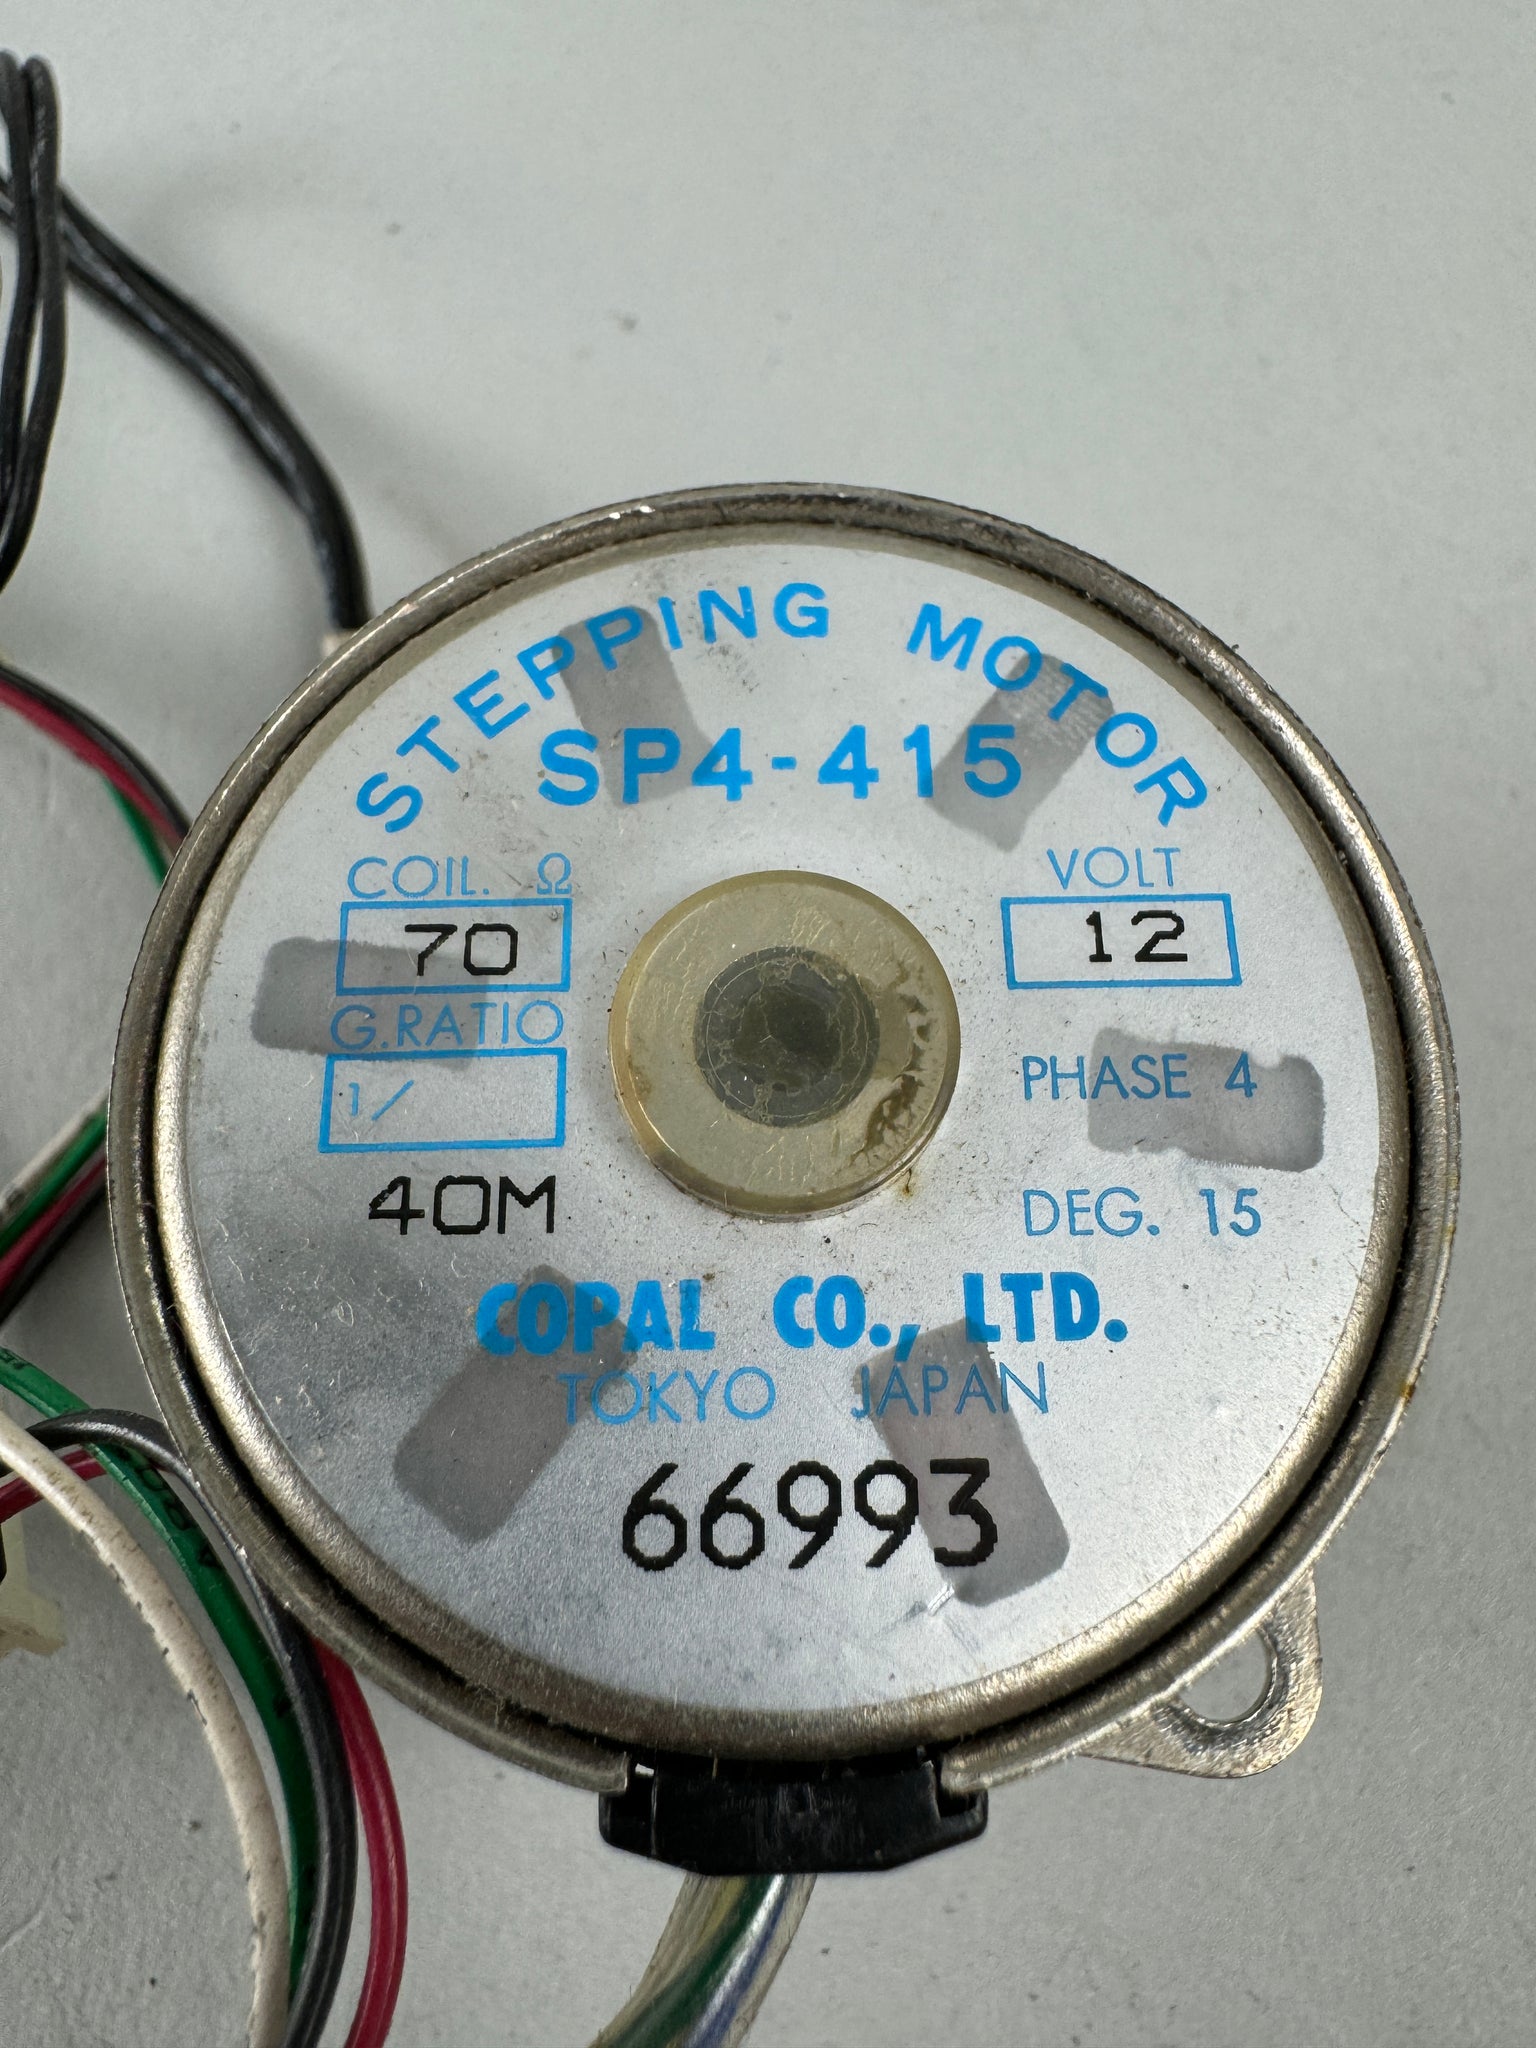 STEPPING MOTOR
SP4-415
COIL. Ω
70
VOLT
12
G.RATIO
1/
PHASE 4
40M
DEG. 15
COPAL CO., LTD.
TOKYO JAPAN
66993